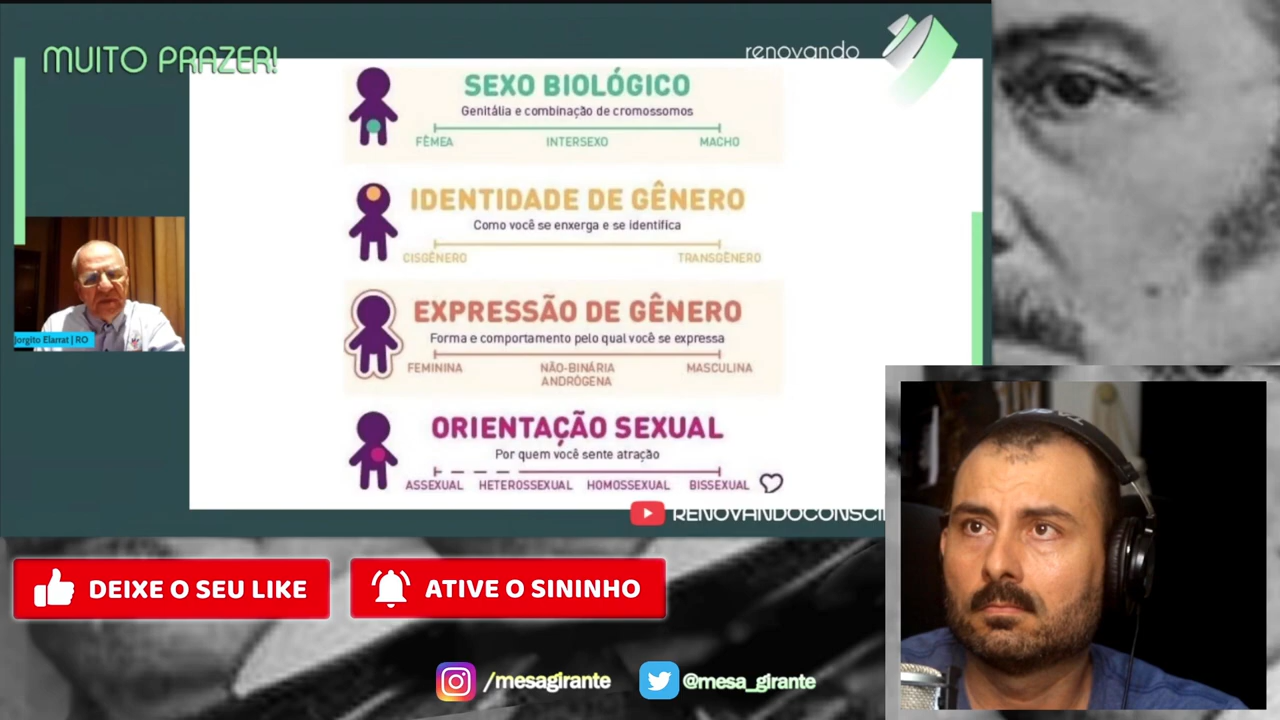 MUITO PRAZER!
renovando
SEXO BIOLÓGICO
Genitália e combinação de cromossomos
FÊMEA INTERSEXO MACHO
IDENTIDADE DE GÊNERO
Como você se enxerga e se identifica
CISGÊNERO TRANSGÊNERO
EXPRESSÃO DE GÊNERO
Forma e comportamento pelo qual você se expressa
FEMININA NÃO-BINÁRIA MASCULINA
ANDRÓGENA
ORIENTAÇÃO SEXUAL
Por quem você sente atração
ASSEXUAL HETEROSSEXUAL HOMOSSEXUAL BISSEXUAL
Jorgito Elarrat | RO
RENOVANDOCONSCI
DEIXE O SEU LIKE
ATIVE O SININHO
/mesagirante
@mesa_girante